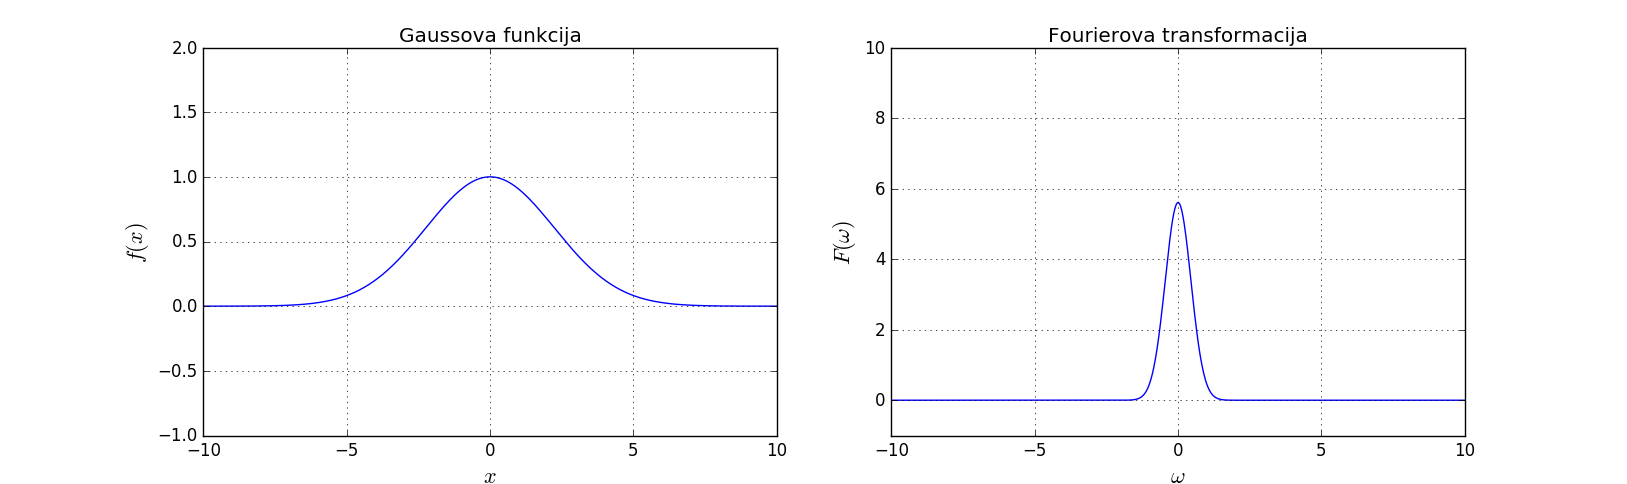 Gaussova funkcija
2.0
1.5
1.0
0.5
0.0
−0.5
−1.0
f(x)
−10 −5 0 5 10
x
Fourierova transformacija
10
8
6
4
2
0
F(ω)
−10 −5 0 5 10
ω